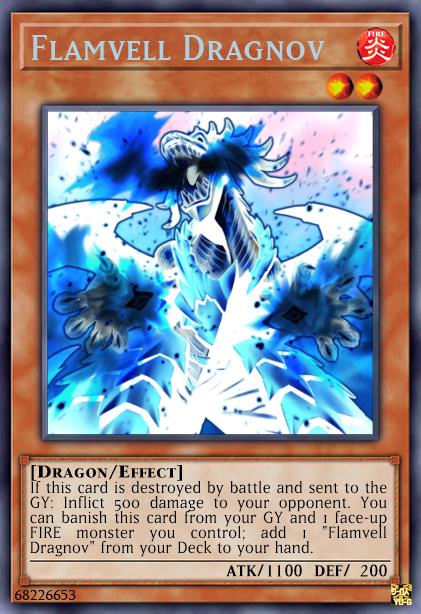 Flamvell Dragnov
FIRE
炎
[Dragon/Effect]
If this card is destroyed by battle and sent to the
GY: Inflict 500 damage to your opponent. You
can banish this card from your GY and 1 face-up
FIRE monster you control; add 1 "Flamvell
Dragnov" from your Deck to your hand.
ATK/1100 DEF/ 200
68226653